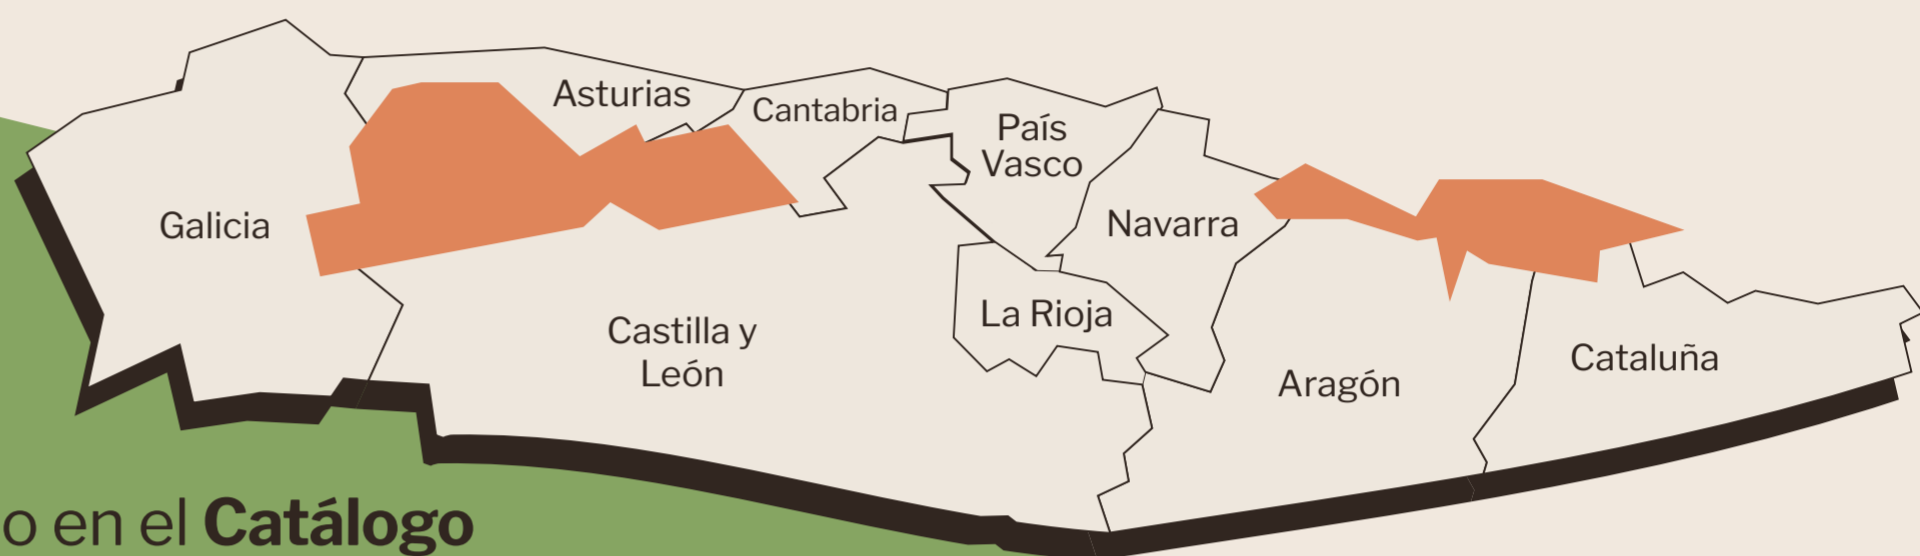 Asturias
Cantabria
País
Vasco
Galicia
Navarra
La Rioja
Castilla y
León
Aragón
Cataluña
o en el Catálogo